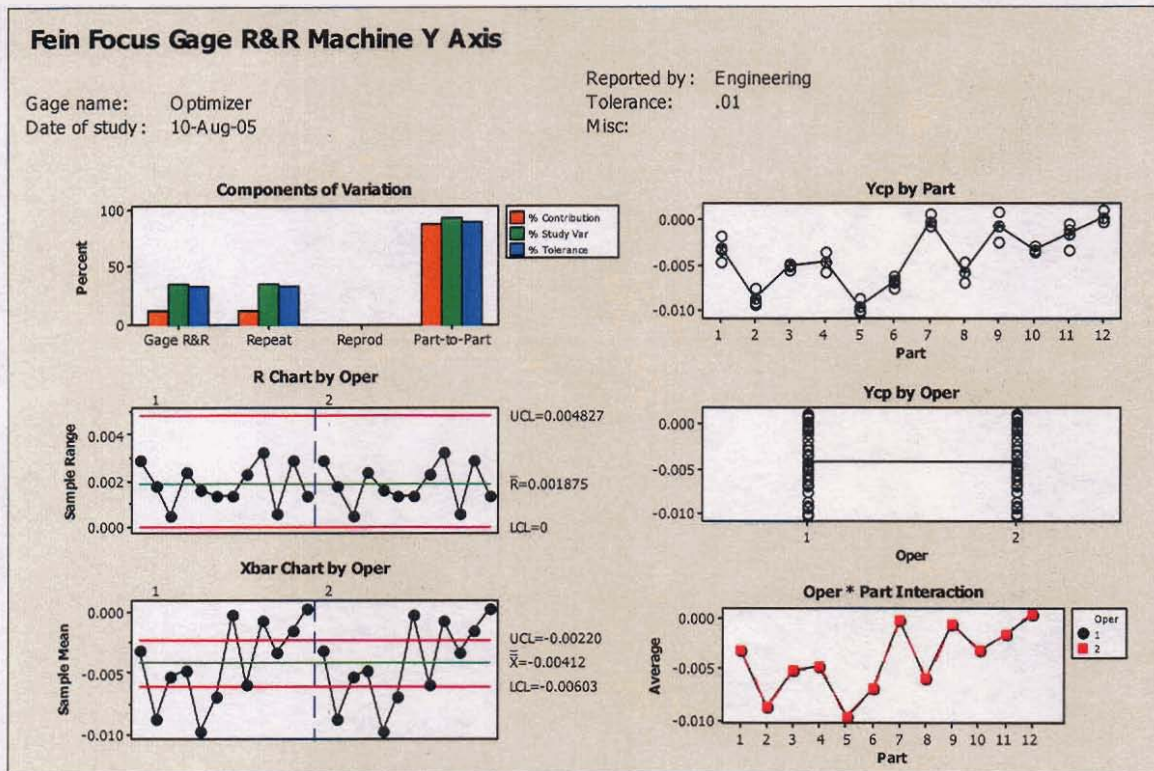 Fein Focus Gage R&R Machine Y Axis
Gage name: Optimizer
Date of study: 10-Aug-05
Reported by: Engineering
Tolerance: .01
Misc:
Components of Variation
100
50
0
Percent
Gage R&R Repeat Reprod Part-to-Part
% Contribution
% Study Var
% Tolerance
R Chart by Oper
1 2
0.004
0.002
0.000
Sample Range
UCL=0.004827
R̄=0.001875
LCL=0
Xbar Chart by Oper
1 2
0.000
-0.005
-0.010
Sample Mean
UCL=-0.00220
X̿=-0.00412
LCL=-0.00603
Ycp by Part
0.000
-0.005
-0.010
1 2 3 4 5 6 7 8 9 10 11 12
Part
Ycp by Oper
0.000
-0.005
-0.010
1 2
Oper
Oper * Part Interaction
0.000
-0.005
-0.010
Average
1 2 3 4 5 6 7 8 9 10 11 12
Part
Oper
1
2